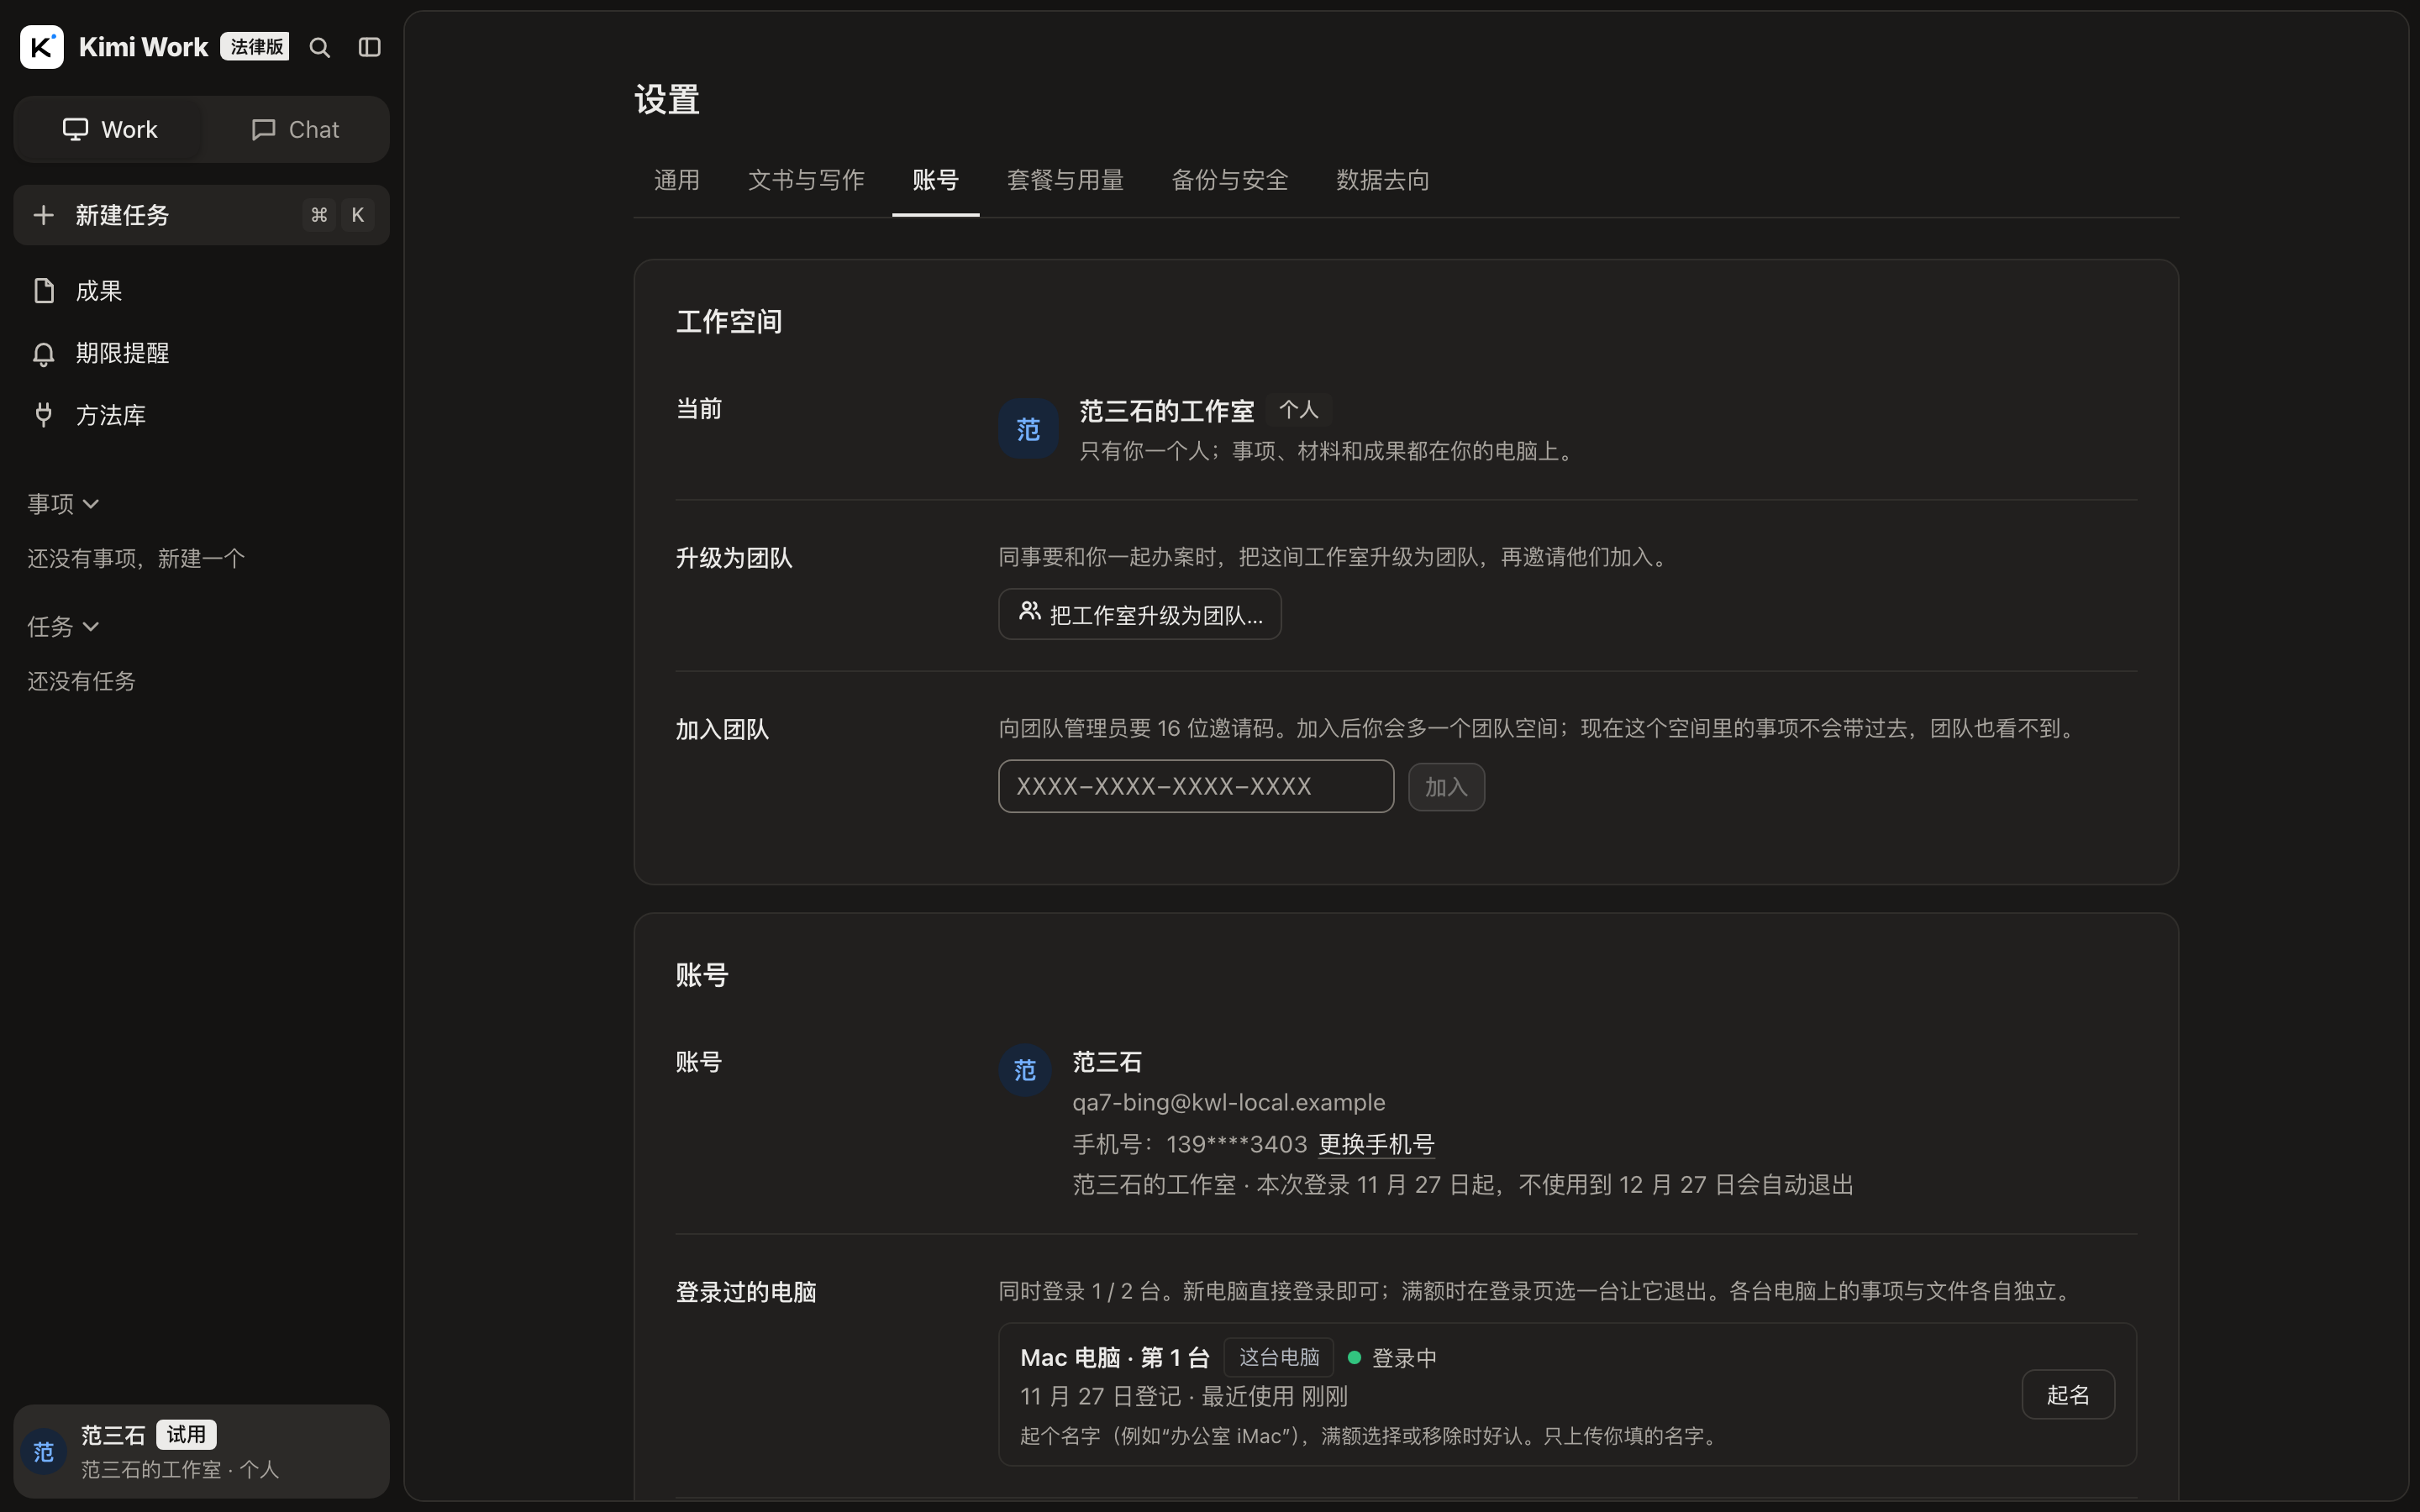 Kimi Work 法律版
Work
Chat
新建任务 ⌘ K
成果
期限提醒
方法库
事项
还没有事项，新建一个
任务
还没有任务
范三石 试用
范三石的工作室 · 个人
设置
通用 文书与写作 账号 套餐与用量 备份与安全 数据去向
工作空间
当前
范
范三石的工作室 个人
只有你一个人；事项、材料和成果都在你的电脑上。
升级为团队
同事要和你一起办案时，把这间工作室升级为团队，再邀请他们加入。
把工作室升级为团队...
加入团队
向团队管理员要 16 位邀请码。加入后你会多一个团队空间；现在这个空间里的事项不会带过去，团队也看不到。
XXXX–XXXX–XXXX–XXXX 加入
账号
账号
范
范三石
qa7-bing@kwl-local.example
手机号：139****3403 更换手机号
范三石的工作室 · 本次登录 11 月 27 日起，不使用到 12 月 27 日会自动退出
登录过的电脑
同时登录 1 / 2 台。新电脑直接登录即可；满额时在登录页选一台让它退出。各台电脑上的事项与文件各自独立。
Mac 电脑 · 第 1 台 这台电脑 登录中
11 月 27 日登记 · 最近使用 刚刚
起个名字（例如“办公室 iMac”），满额选择或移除时好认。只上传你填的名字。
起名
范